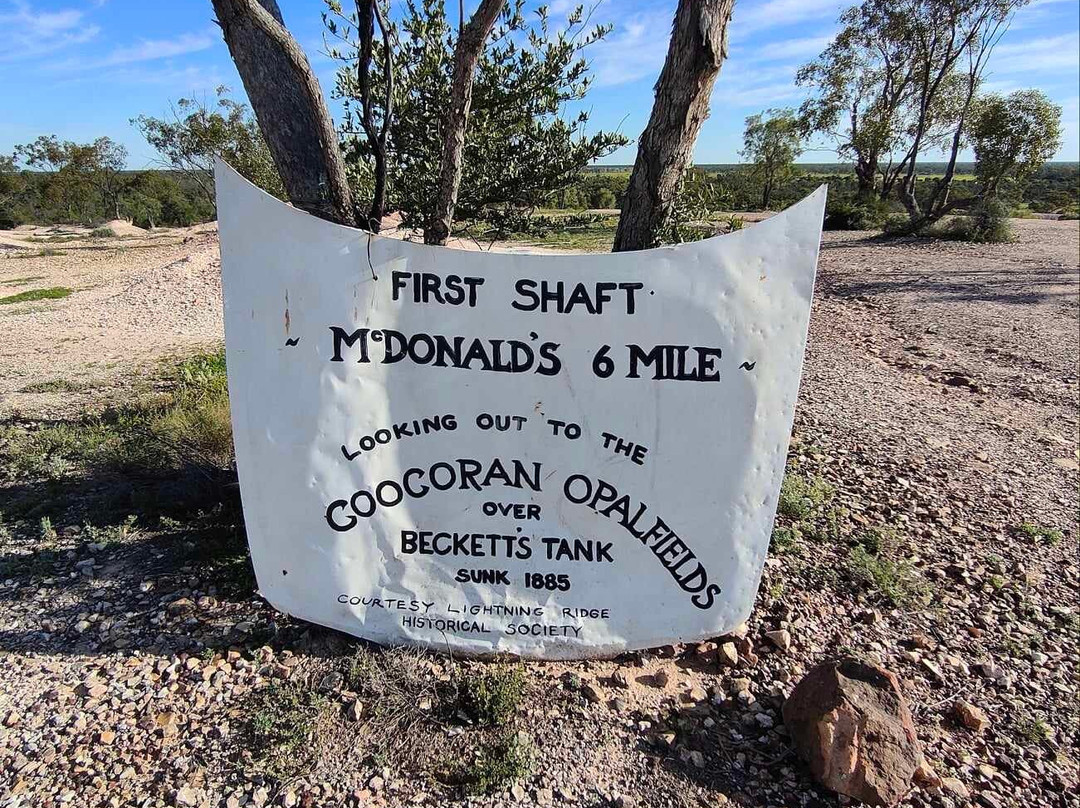 FIRST SHAFT
~ McDONALD'S 6 MILE ~
LOOKING OUT TO THE
COOCORAN OPALFIELDS
OVER
BECKETT'S TANK
SUNK 1885
COURTESY LIGHTNING RIDGE
HISTORICAL SOCIETY